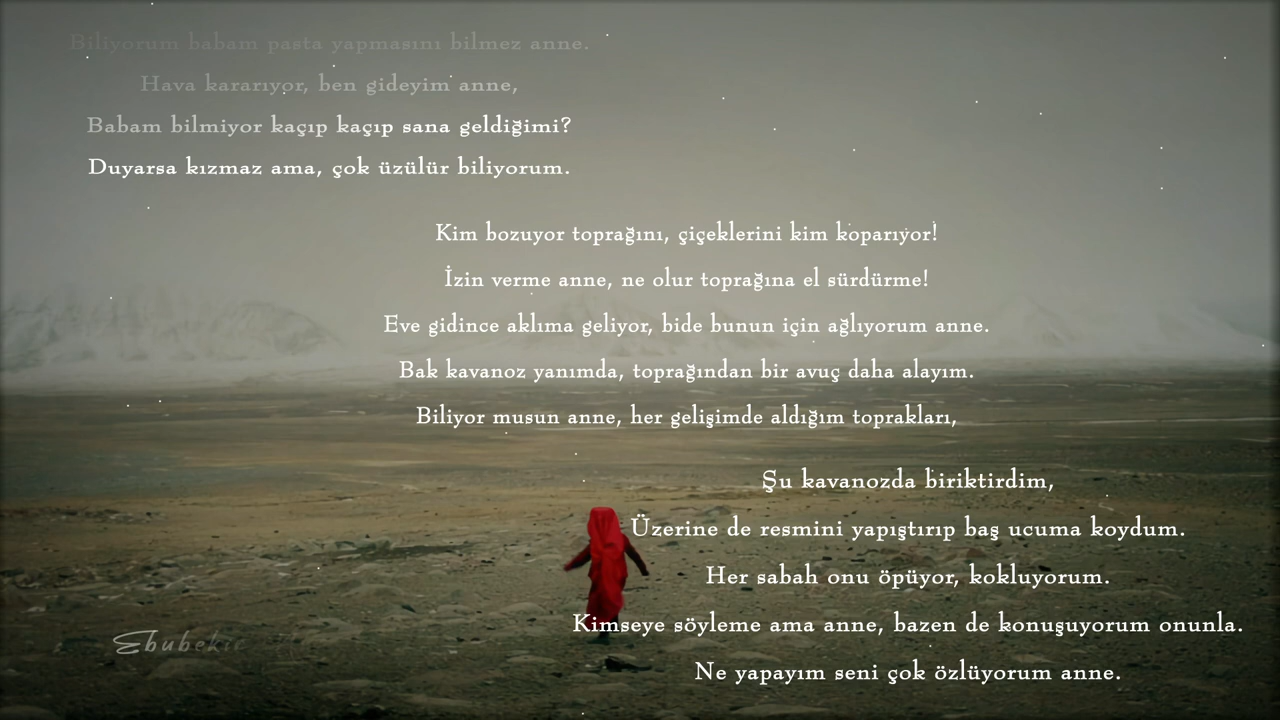 Biliyorum babam pasta yapmasını bilmez anne.
Hava kararıyor, ben gideyim anne,
Babam bilmiyor kaçıp kaçıp sana geldiğimi?
Duyarsa kızmaz ama, çok üzülür biliyorum.
Kim bozuyor toprağını, çiçeklerini kim koparıyor!
İzin verme anne, ne olur toprağına el sürdürme!
Eve gidince aklıma geliyor, bide bunun için ağlıyorum anne.
Bak kavanoz yanımda, toprağından bir avuç daha alayım.
Biliyor musun anne, her gelişimde aldığım toprakları,
Şu kavanozda biriktirdim,
Üzerine de resmini yapıştırıp baş ucuma koydum.
Her sabah onu öpüyor, kokluyorum.
Kimseye söyleme ama anne, bazen de konuşuyorum onunla.
Ne yapayım seni çok özlüyorum anne.